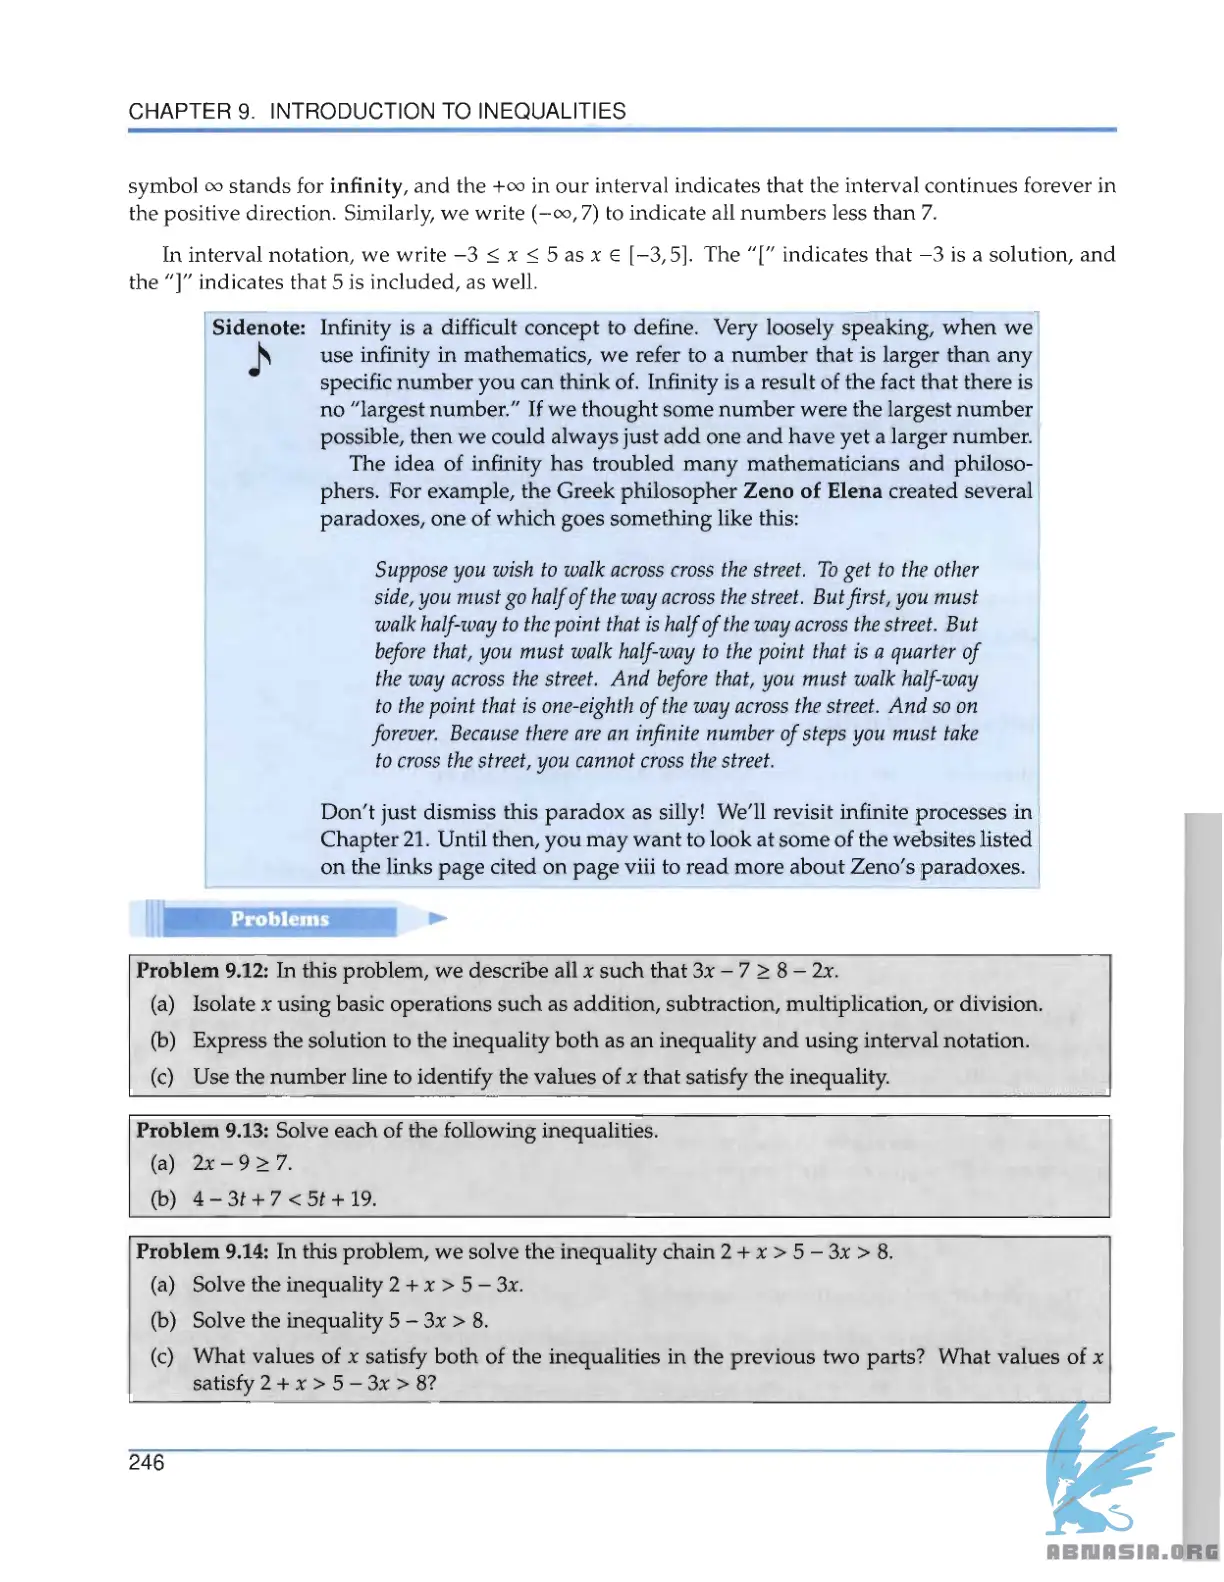 CHAPTER 9. INTRODUCTION TO INEQUALITIES
symbol ∞ stands for infinity, and the +∞ in our interval indicates that the interval continues forever in
the positive direction. Similarly, we write (−∞, 7) to indicate all numbers less than 7.
In interval notation, we write −3 ≤ x ≤ 5 as x ∈ [−3, 5]. The "[" indicates that −3 is a solution, and
the "]" indicates that 5 is included, as well.
Sidenote: Infinity is a difficult concept to define. Very loosely speaking, when we
use infinity in mathematics, we refer to a number that is larger than any
specific number you can think of. Infinity is a result of the fact that there is
no "largest number." If we thought some number were the largest number
possible, then we could always just add one and have yet a larger number.
The idea of infinity has troubled many mathematicians and philoso-
phers. For example, the Greek philosopher Zeno of Elena created several
paradoxes, one of which goes something like this:
Suppose you wish to walk across cross the street. To get to the other
side, you must go half of the way across the street. But first, you must
walk half-way to the point that is half of the way across the street. But
before that, you must walk half-way to the point that is a quarter of
the way across the street. And before that, you must walk half-way
to the point that is one-eighth of the way across the street. And so on
forever. Because there are an infinite number of steps you must take
to cross the street, you cannot cross the street.
Don't just dismiss this paradox as silly! We'll revisit infinite processes in
Chapter 21. Until then, you may want to look at some of the websites listed
on the links page cited on page viii to read more about Zeno's paradoxes.
Problems
Problem 9.12: In this problem, we describe all x such that 3x − 7 ≥ 8 − 2x.
(a) Isolate x using basic operations such as addition, subtraction, multiplication, or division.
(b) Express the solution to the inequality both as an inequality and using interval notation.
(c) Use the number line to identify the values of x that satisfy the inequality.
Problem 9.13: Solve each of the following inequalities.
(a) 2x − 9 ≥ 7.
(b) 4 − 3t + 7 < 5t + 19.
Problem 9.14: In this problem, we solve the inequality chain 2 + x > 5 − 3x > 8.
(a) Solve the inequality 2 + x > 5 − 3x.
(b) Solve the inequality 5 − 3x > 8.
(c) What values of x satisfy both of the inequalities in the previous two parts? What values of x
satisfy 2 + x > 5 − 3x > 8?
246
ABNASIA.ORG